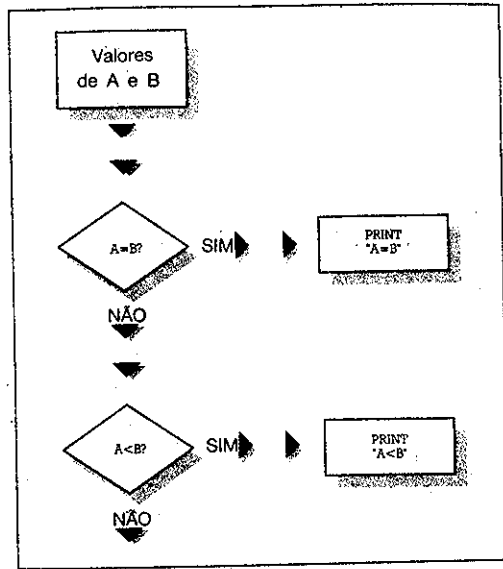 Valores
de A e B
A=B?
SIM
PRINT
"A=B"
NÃO
A<B?
SIM
PRINT
"A<B"
NÃO